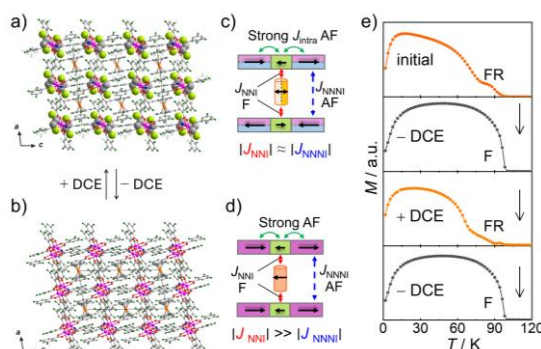 a)
a
c
+ DCE
− DCE
b)
a
c)
Strong J_intra AF
J_NNI
F
J_NNNI
AF
|J_NNI| ≈ |J_NNNI|
d)
Strong AF
J_NNI
F
J_NNNI
AF
|J_NNI| >> |J_NNNI|
e)
M / a.u.
initial
FR
− DCE
F
+ DCE
FR
− DCE
F
0 30 60 90 120
T / K